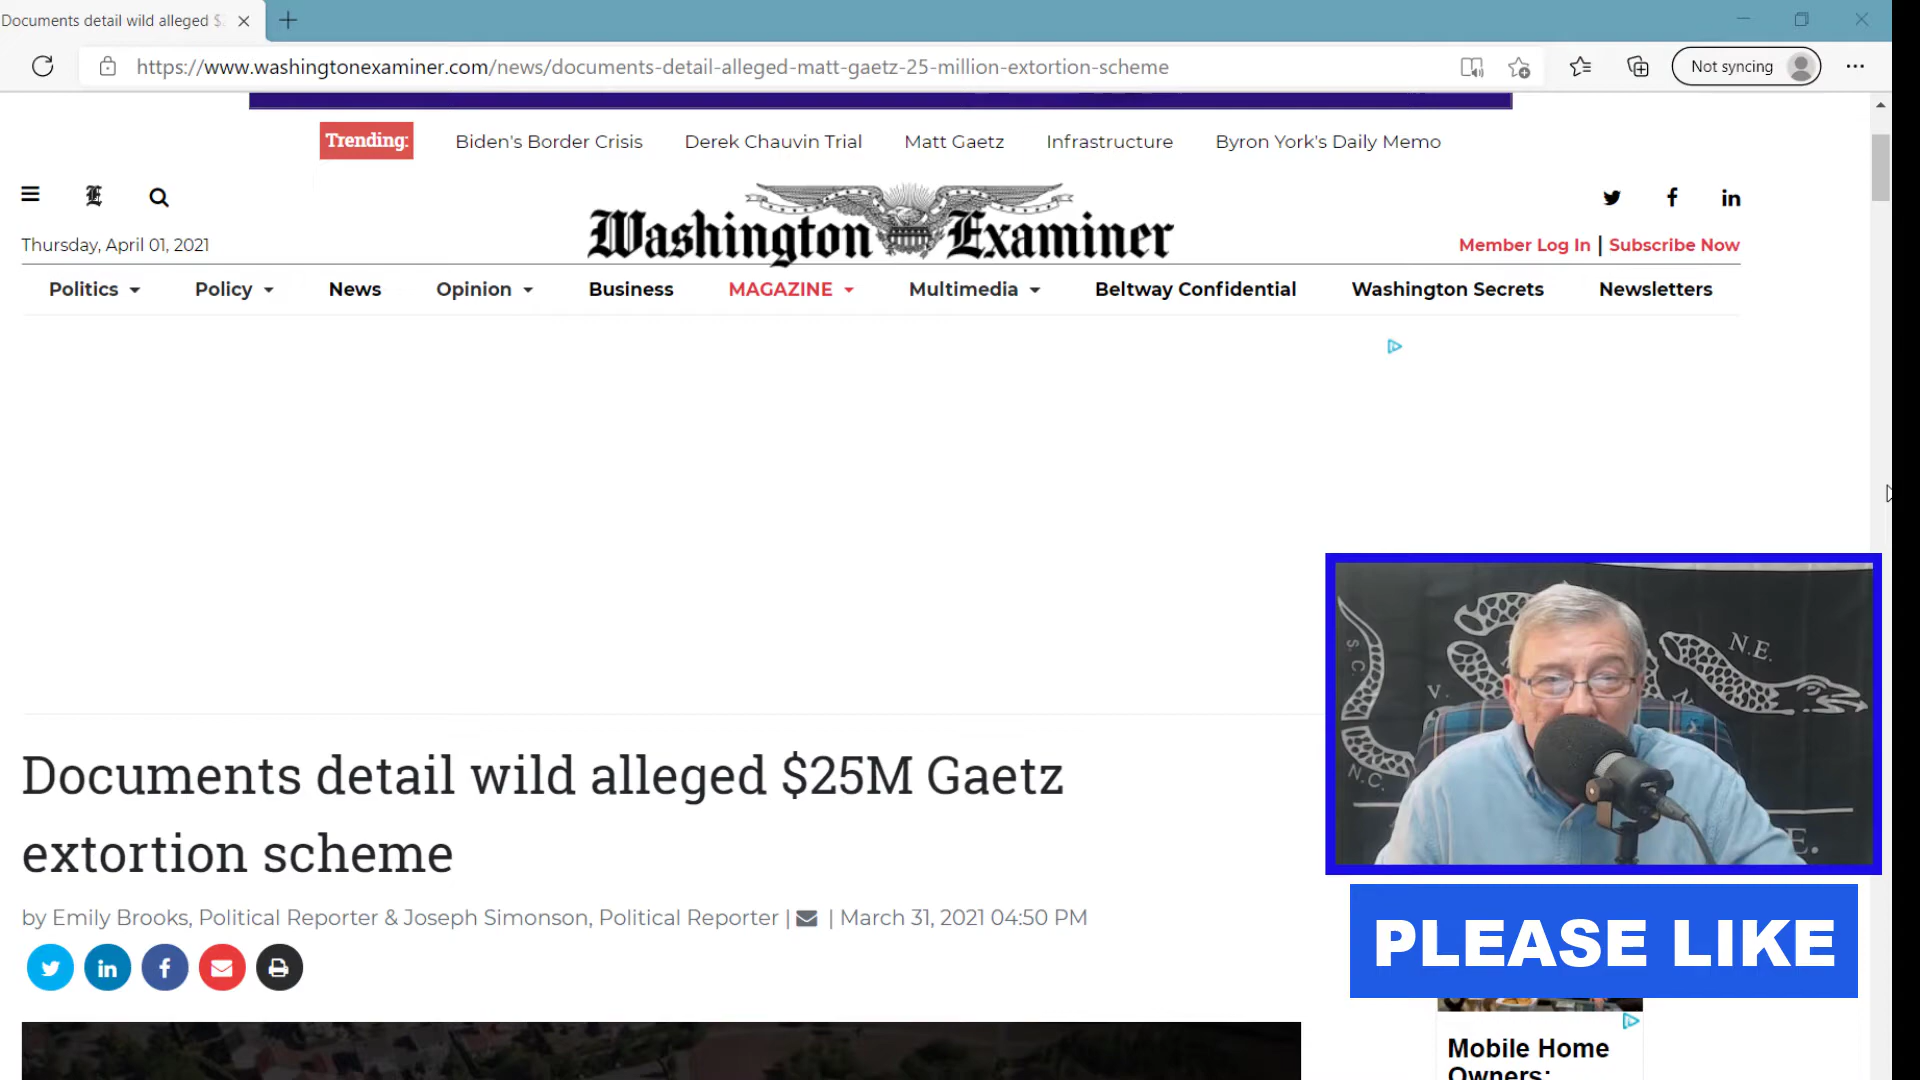 Documents detail wild alleged $
https://www.washingtonexaminer.com/news/documents-detail-alleged-matt-gaetz-25-million-extortion-scheme
Not syncing
Trending:
Biden's Border Crisis
Derek Chauvin Trial
Matt Gaetz
Infrastructure
Byron York's Daily Memo
E
Washington Examiner
Thursday, April 01, 2021
Member Log In | Subscribe Now
Politics
Policy
News
Opinion
Business
MAGAZINE
Multimedia
Beltway Confidential
Washington Secrets
Newsletters
S.C.
N.E.
V.
N.
N.C.
E.
Documents detail wild alleged $25M Gaetz
extortion scheme
by Emily Brooks, Political Reporter & Joseph Simonson, Political Reporter | | March 31, 2021 04:50 PM
PLEASE LIKE
Mobile Home
Owners: